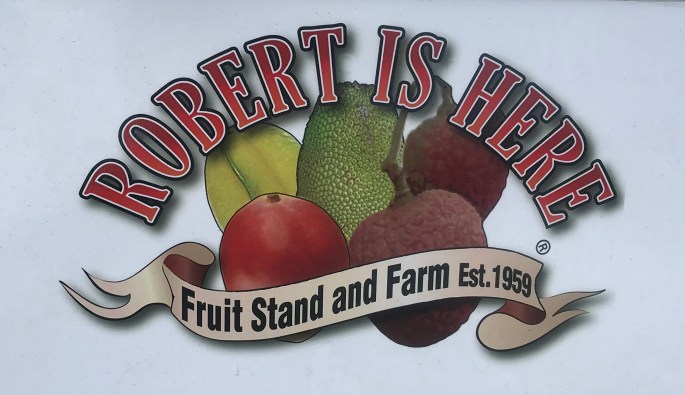 ROBERT IS HERE
®
Fruit Stand and Farm Est.1959